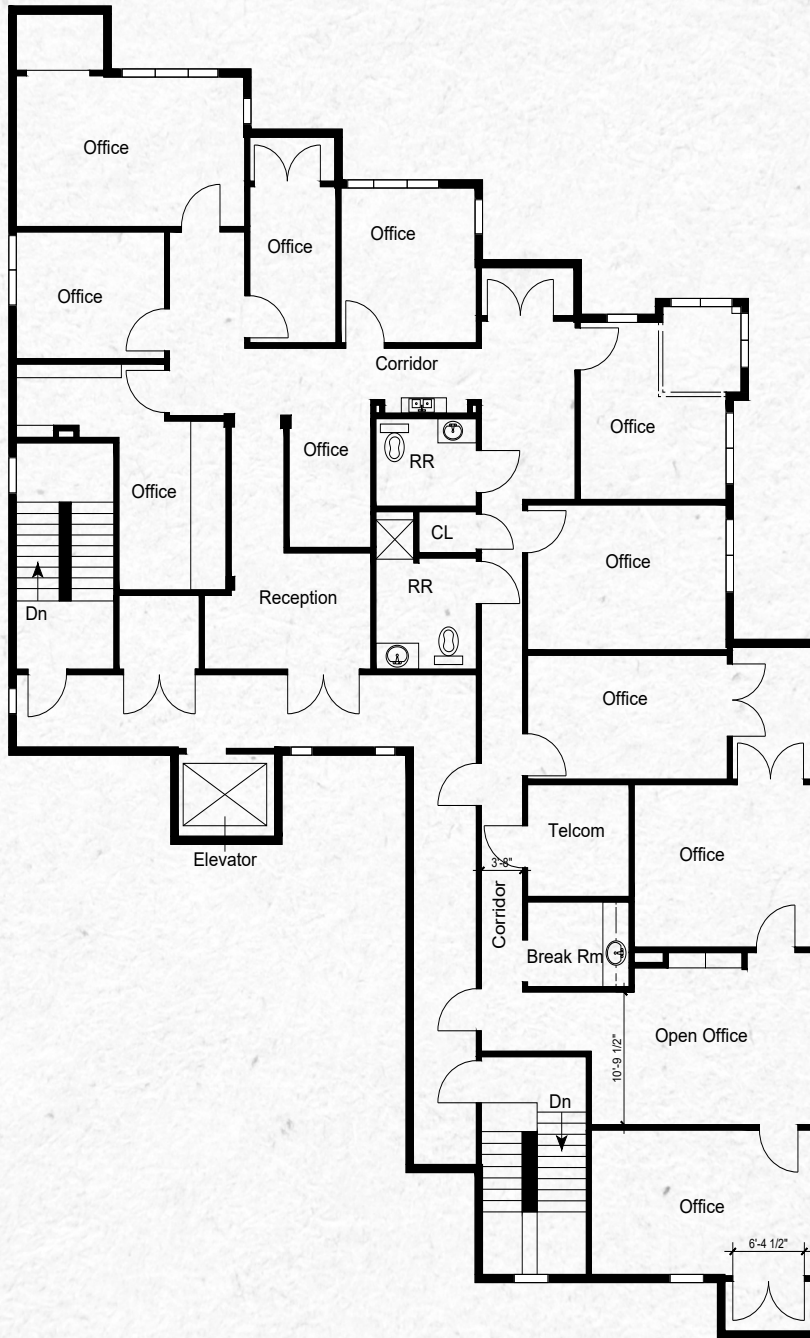 Office
Office
Office
Office
Corridor
Office
Office
RR
Office
CL
Office
RR
Reception
Dn
Office
Telcom
Office
Elevator
3'-8"
Corridor
Break Rm
Open Office
10'-9 1/2"
Dn
Office
6'-4 1/2"